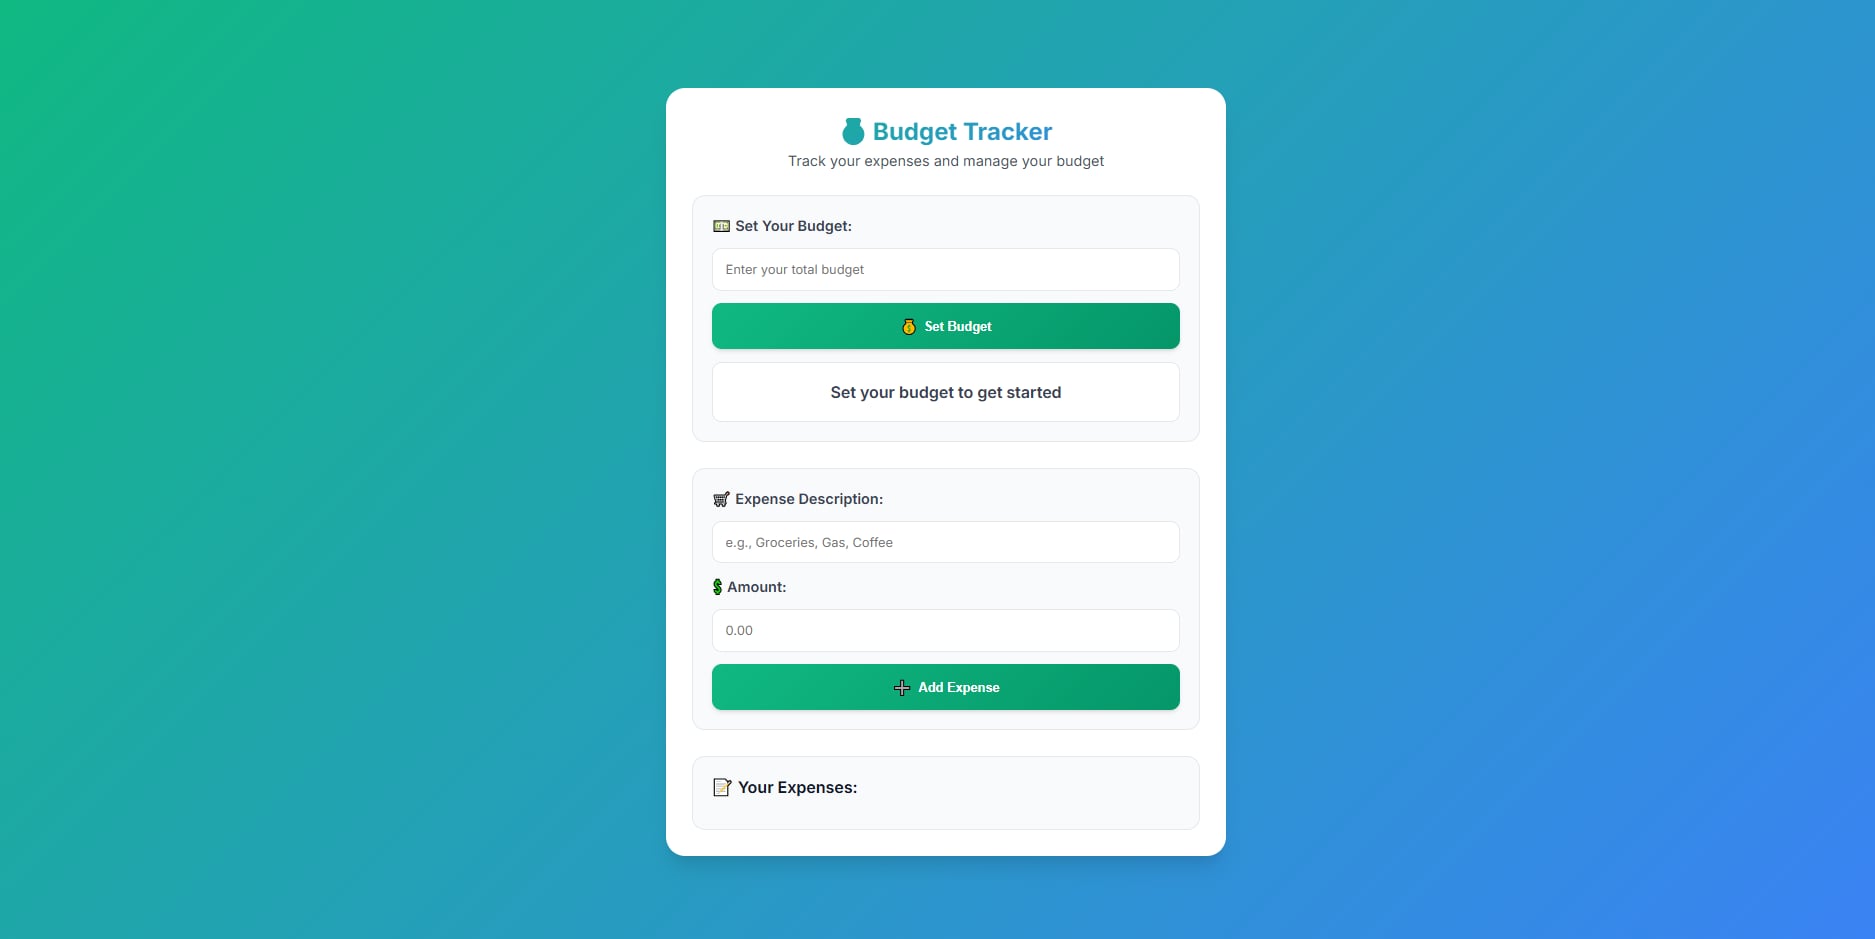 Budget Tracker
Track your expenses and manage your budget
Set Your Budget:
Enter your total budget
Set Budget
Set your budget to get started
Expense Description:
e.g., Groceries, Gas, Coffee
Amount:
0.00
Add Expense
Your Expenses: